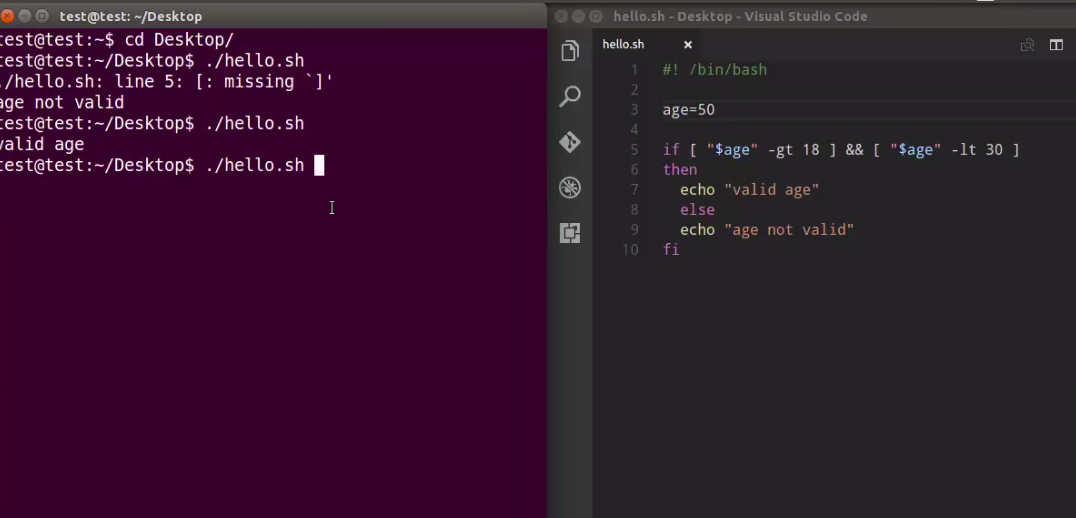 test@test: ~/Desktop
test@test:~$ cd Desktop/
test@test:~/Desktop$ ./hello.sh
./hello.sh: line 5: [: missing `]'
age not valid
test@test:~/Desktop$ ./hello.sh
valid age
test@test:~/Desktop$ ./hello.sh
hello.sh - Desktop - Visual Studio Code
hello.sh
1 #! /bin/bash
2
3 age=50
4
5 if [ "$age" -gt 18 ] && [ "$age" -lt 30 ]
6 then
7 echo "valid age"
8 else
9 echo "age not valid"
10 fi